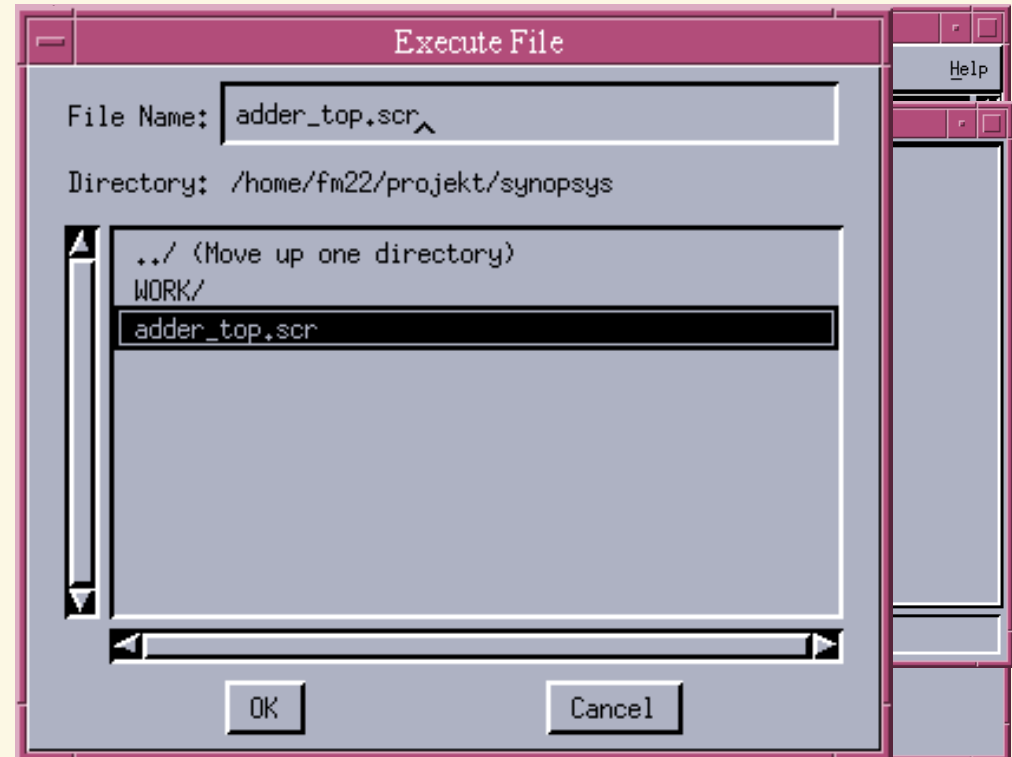 Execute File
Help
File Name: adder_top.scr
Directory: /home/fm22/projekt/synopsys
../ (Move up one directory)
WORK/
adder_top.scr
OK Cancel